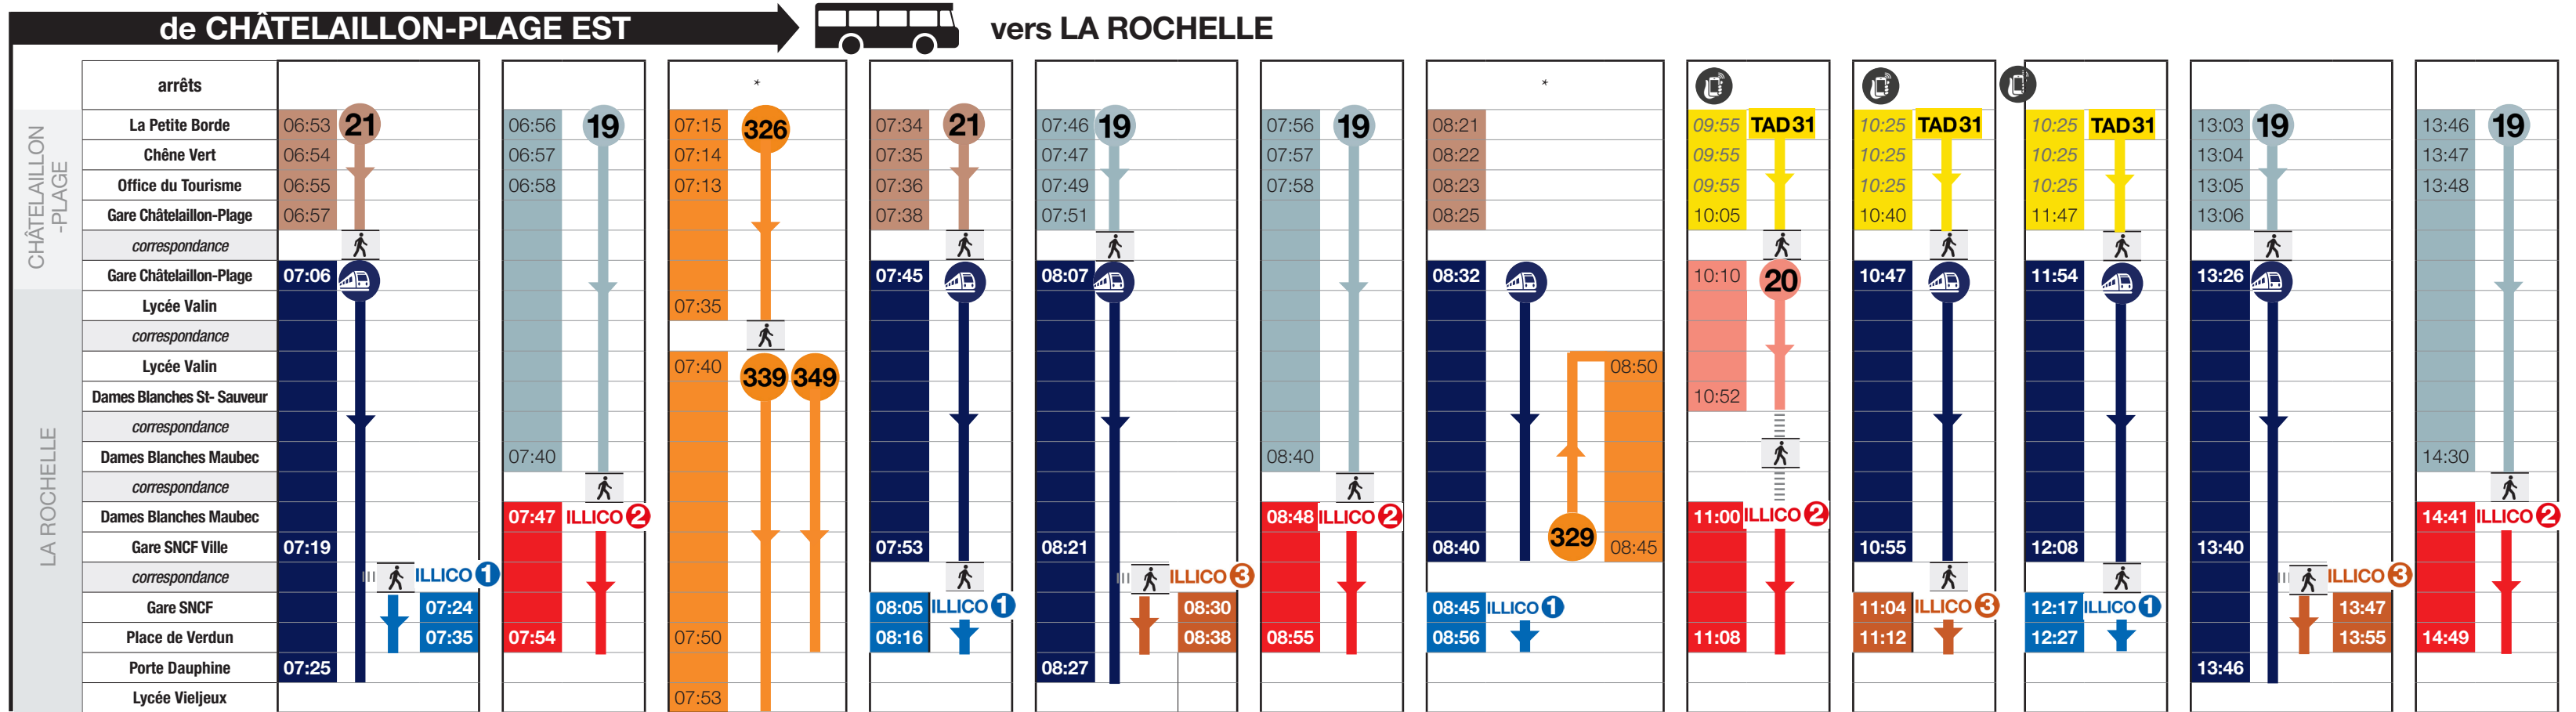 de CHÂTELAILLON-PLAGE EST vers LA ROCHELLE
arrêts * *
CHÂTELAILLON
-PLAGE
La Petite Borde 06:53 21 06:56 19 07:15 326 07:34 21 07:46 19 07:56 19 08:21 09:55 TAD 31 10:25 TAD 31 10:25 TAD 31 13:03 19 13:46 19
Chêne Vert 06:54 06:57 07:14 07:35 07:47 07:57 08:22 09:55 10:25 10:25 13:04 13:47
Office du Tourisme 06:55 06:58 07:13 07:36 07:49 07:58 08:23 09:55 10:25 10:25 13:05 13:48
Gare Châtelaillon-Plage 06:57 07:38 07:51 08:25 10:05 10:40 11:47 13:06
correspondance
Gare Châtelaillon-Plage 07:06 07:45 08:07 08:32 10:10 20 10:47 11:54 13:26
LA ROCHELLE
Lycée Valin 07:35
correspondance
Lycée Valin 07:40 339 349 08:50
Dames Blanches St- Sauveur 10:52
correspondance
Dames Blanches Maubec 07:40 08:40 14:30
correspondance
Dames Blanches Maubec 07:47 ILLICO 2 08:48 ILLICO 2 11:00 ILLICO 2 14:41 ILLICO 2
Gare SNCF Ville 07:19 07:53 08:21 08:40 329 08:45 10:55 12:08 13:40
correspondance ILLICO 1 ILLICO 3 ILLICO 3
Gare SNCF 07:24 08:05 ILLICO 1 08:30 08:45 ILLICO 1 11:04 ILLICO 3 12:17 ILLICO 1 13:47
Place de Verdun 07:35 07:54 07:50 08:16 08:38 08:55 08:56 11:08 11:12 12:27 13:55 14:49
Porte Dauphine 07:25 08:27 13:46
Lycée Vieljeux 07:53